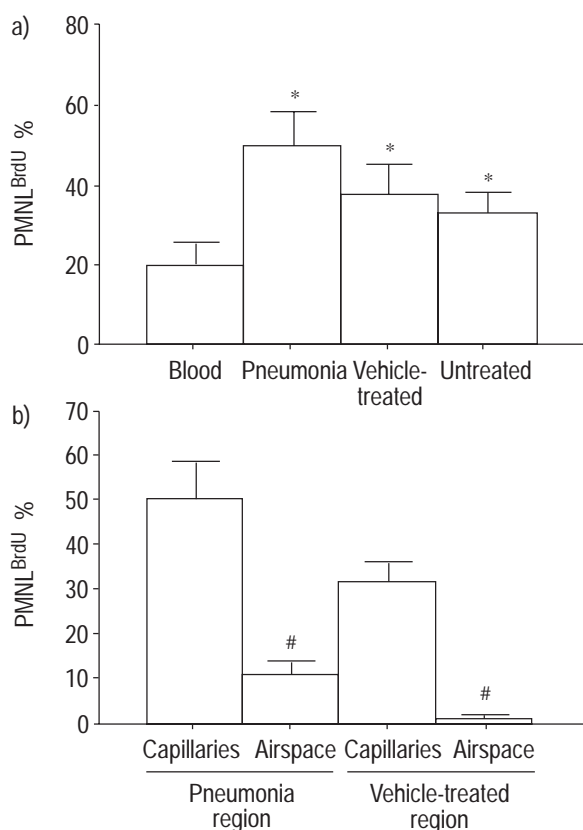 a)
80
60
40
20
0
PMNL^BrdU %
*
*
*
Blood
Pneumonia
Vehicle-
treated
Untreated
b)
70
60
50
40
30
20
10
0
PMNL^BrdU %
#
#
Capillaries
Airspace
Capillaries
Airspace
Pneumonia
region
Vehicle-treated
region